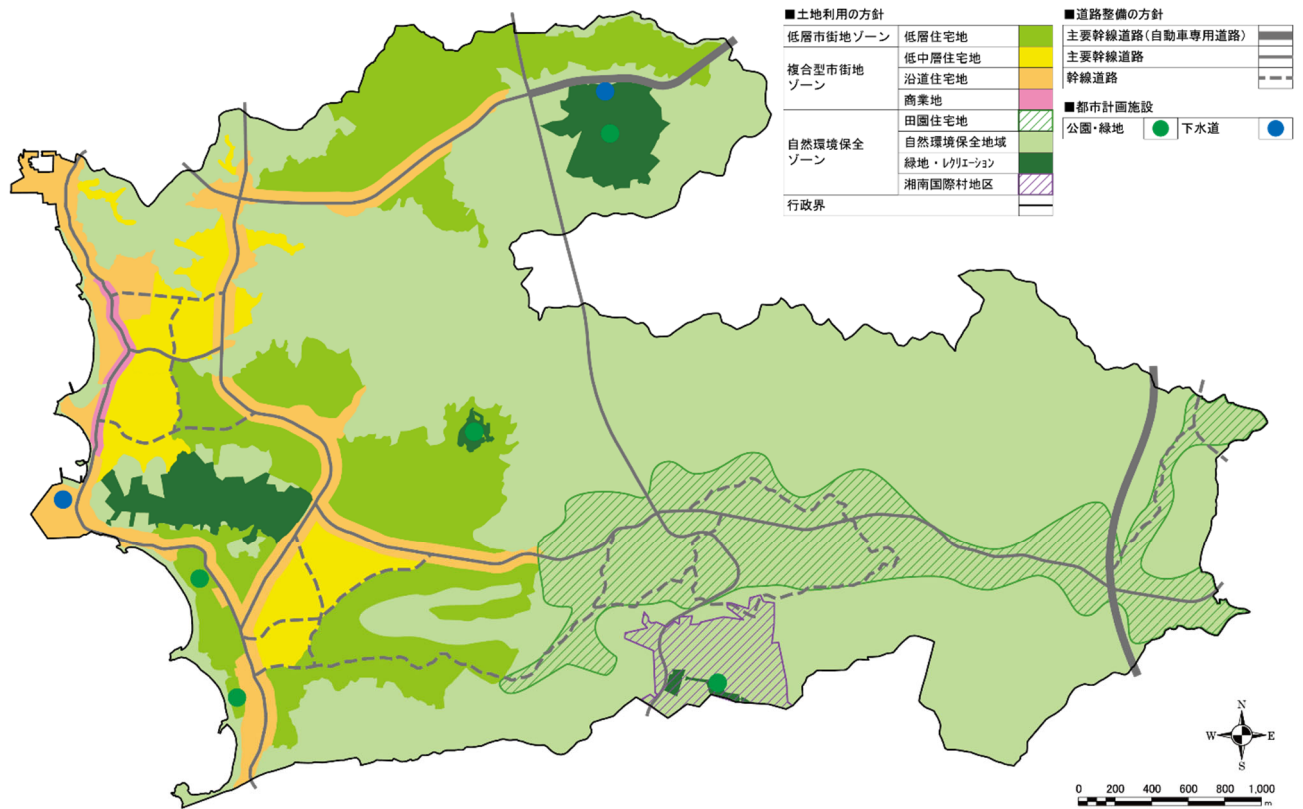 ■土地利用の方針
低層市街地ゾーン 低層住宅地
複合型市街地
ゾーン
低中層住宅地
沿道住宅地
商業地
自然環境保全
ゾーン
田園住宅地
自然環境保全地域
緑地・レクリエーション
湘南国際村地区
行政界
■道路整備の方針
主要幹線道路(自動車専用道路)
主要幹線道路
幹線道路
■都市計画施設
公園・緑地 下水道
N
W E
S
0 200 400 600 800 1,000
m